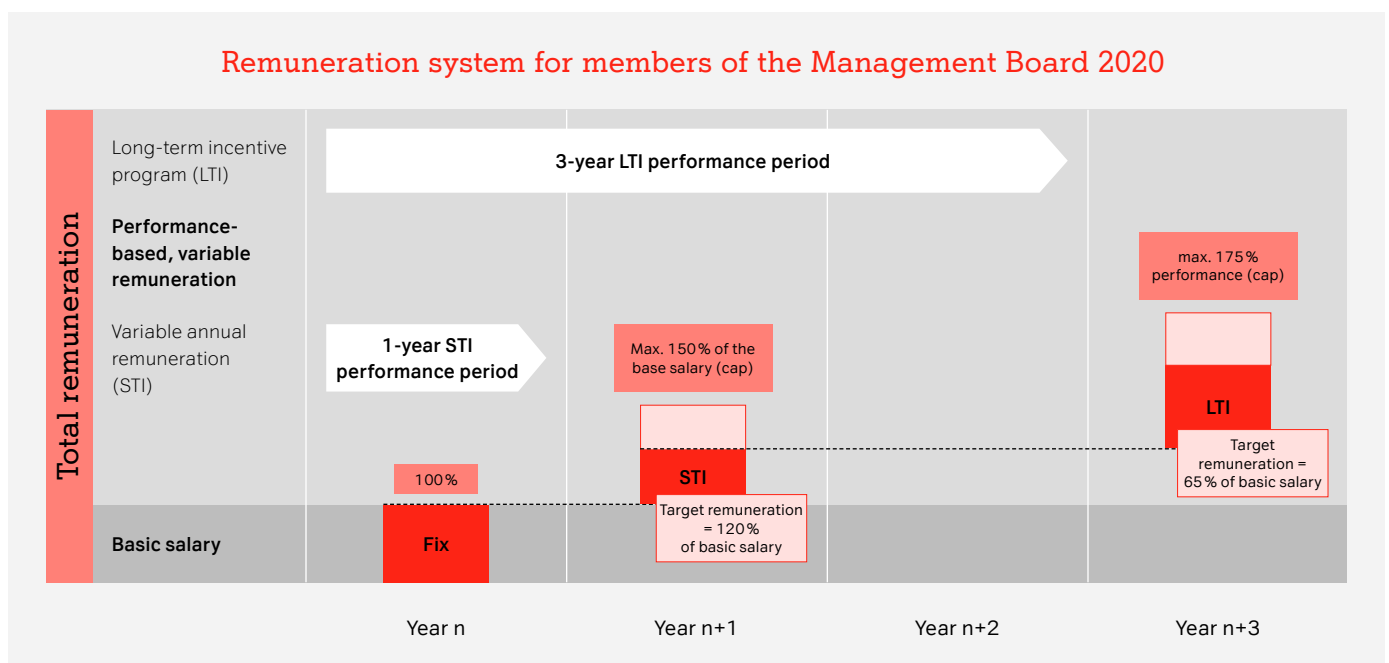 Remuneration system for members of the Management Board 2020
Total remuneration
Long-term incentive
program (LTI)
3-year LTI performance period
Performance-
based, variable
remuneration
max. 175% performance (cap)
Variable annual
remuneration
(STI)
1-year STI
performance period
Max. 150% of the
base salary (cap)
LTI
Target
remuneration =
65% of basic salary
100%
STI
Target remuneration
= 120%
of basic salary
Basic salary
Fix
Year n
Year n+1
Year n+2
Year n+3